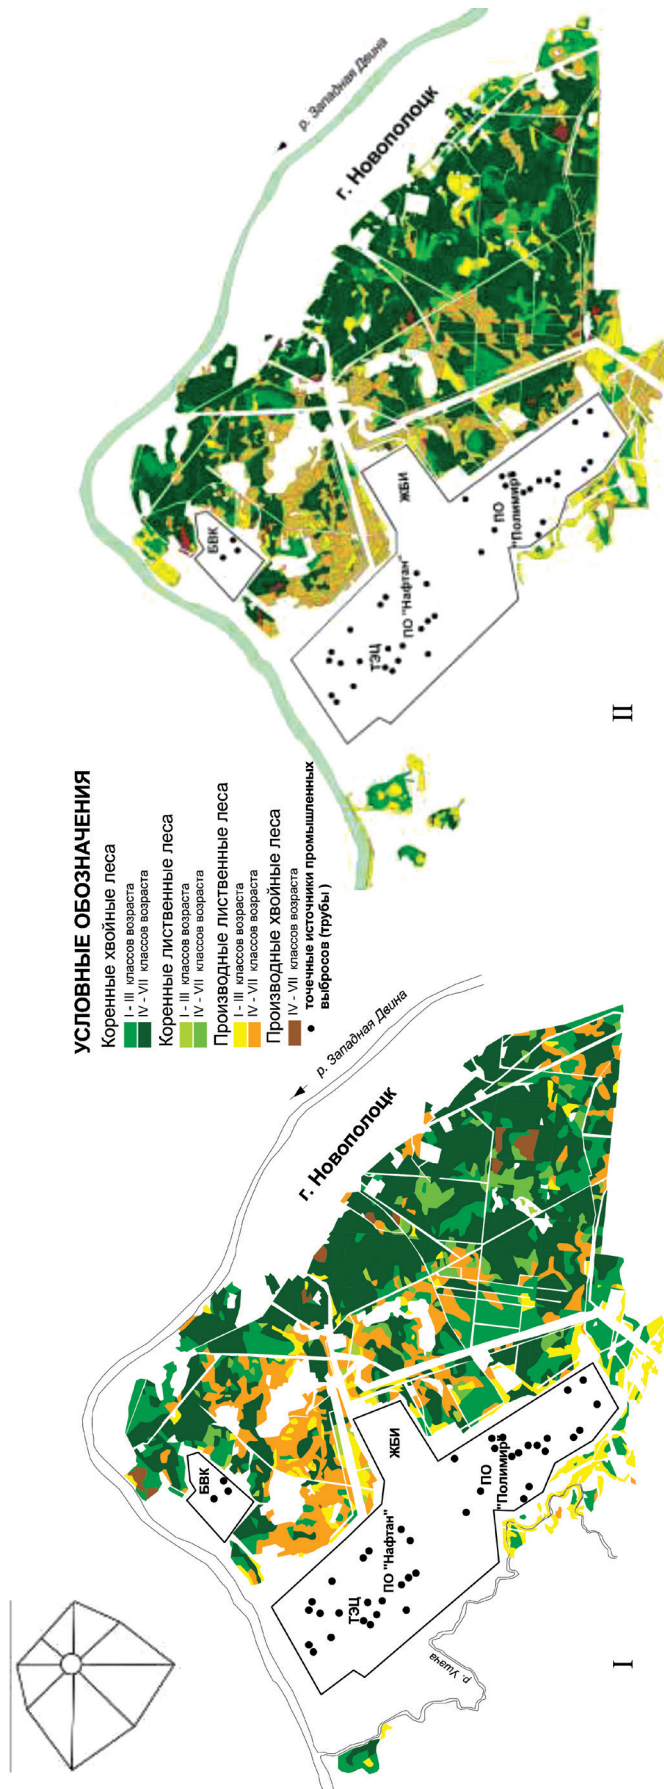 УСЛОВНЫЕ ОБОЗНАЧЕНИЯ
Коренные хвойные леса
I - III классов возраста
IV - VII классов возраста
Коренные лиственные леса
I - III классов возраста
IV - VII классов возраста
Производные лиственные леса
I - III классов возраста
IV - VII классов возраста
Производные хвойные леса
IV - VII классов возраста
точечные источники промышленных
выбросов (трубы)
р. Западная Двина
г. Новополоцк
БВК
ЖБИ
ТЭЦ
ПО "Нафтан"
ПО
"Полимир"
р. Ушача
I
р. Западная Двина
г. Новополоцк
БВК
ЖБИ
ТЭЦ
ПО "Нафтан"
ПО
"Полимир"
II